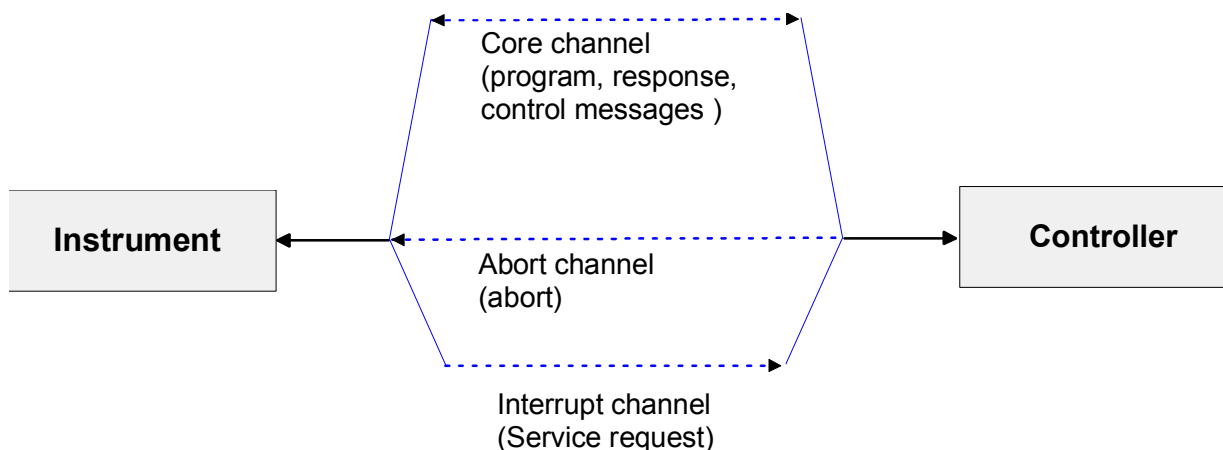 Core channel
(program, response,
control messages )
Instrument
Controller
Abort channel
(abort)
Interrupt channel
(Service request)